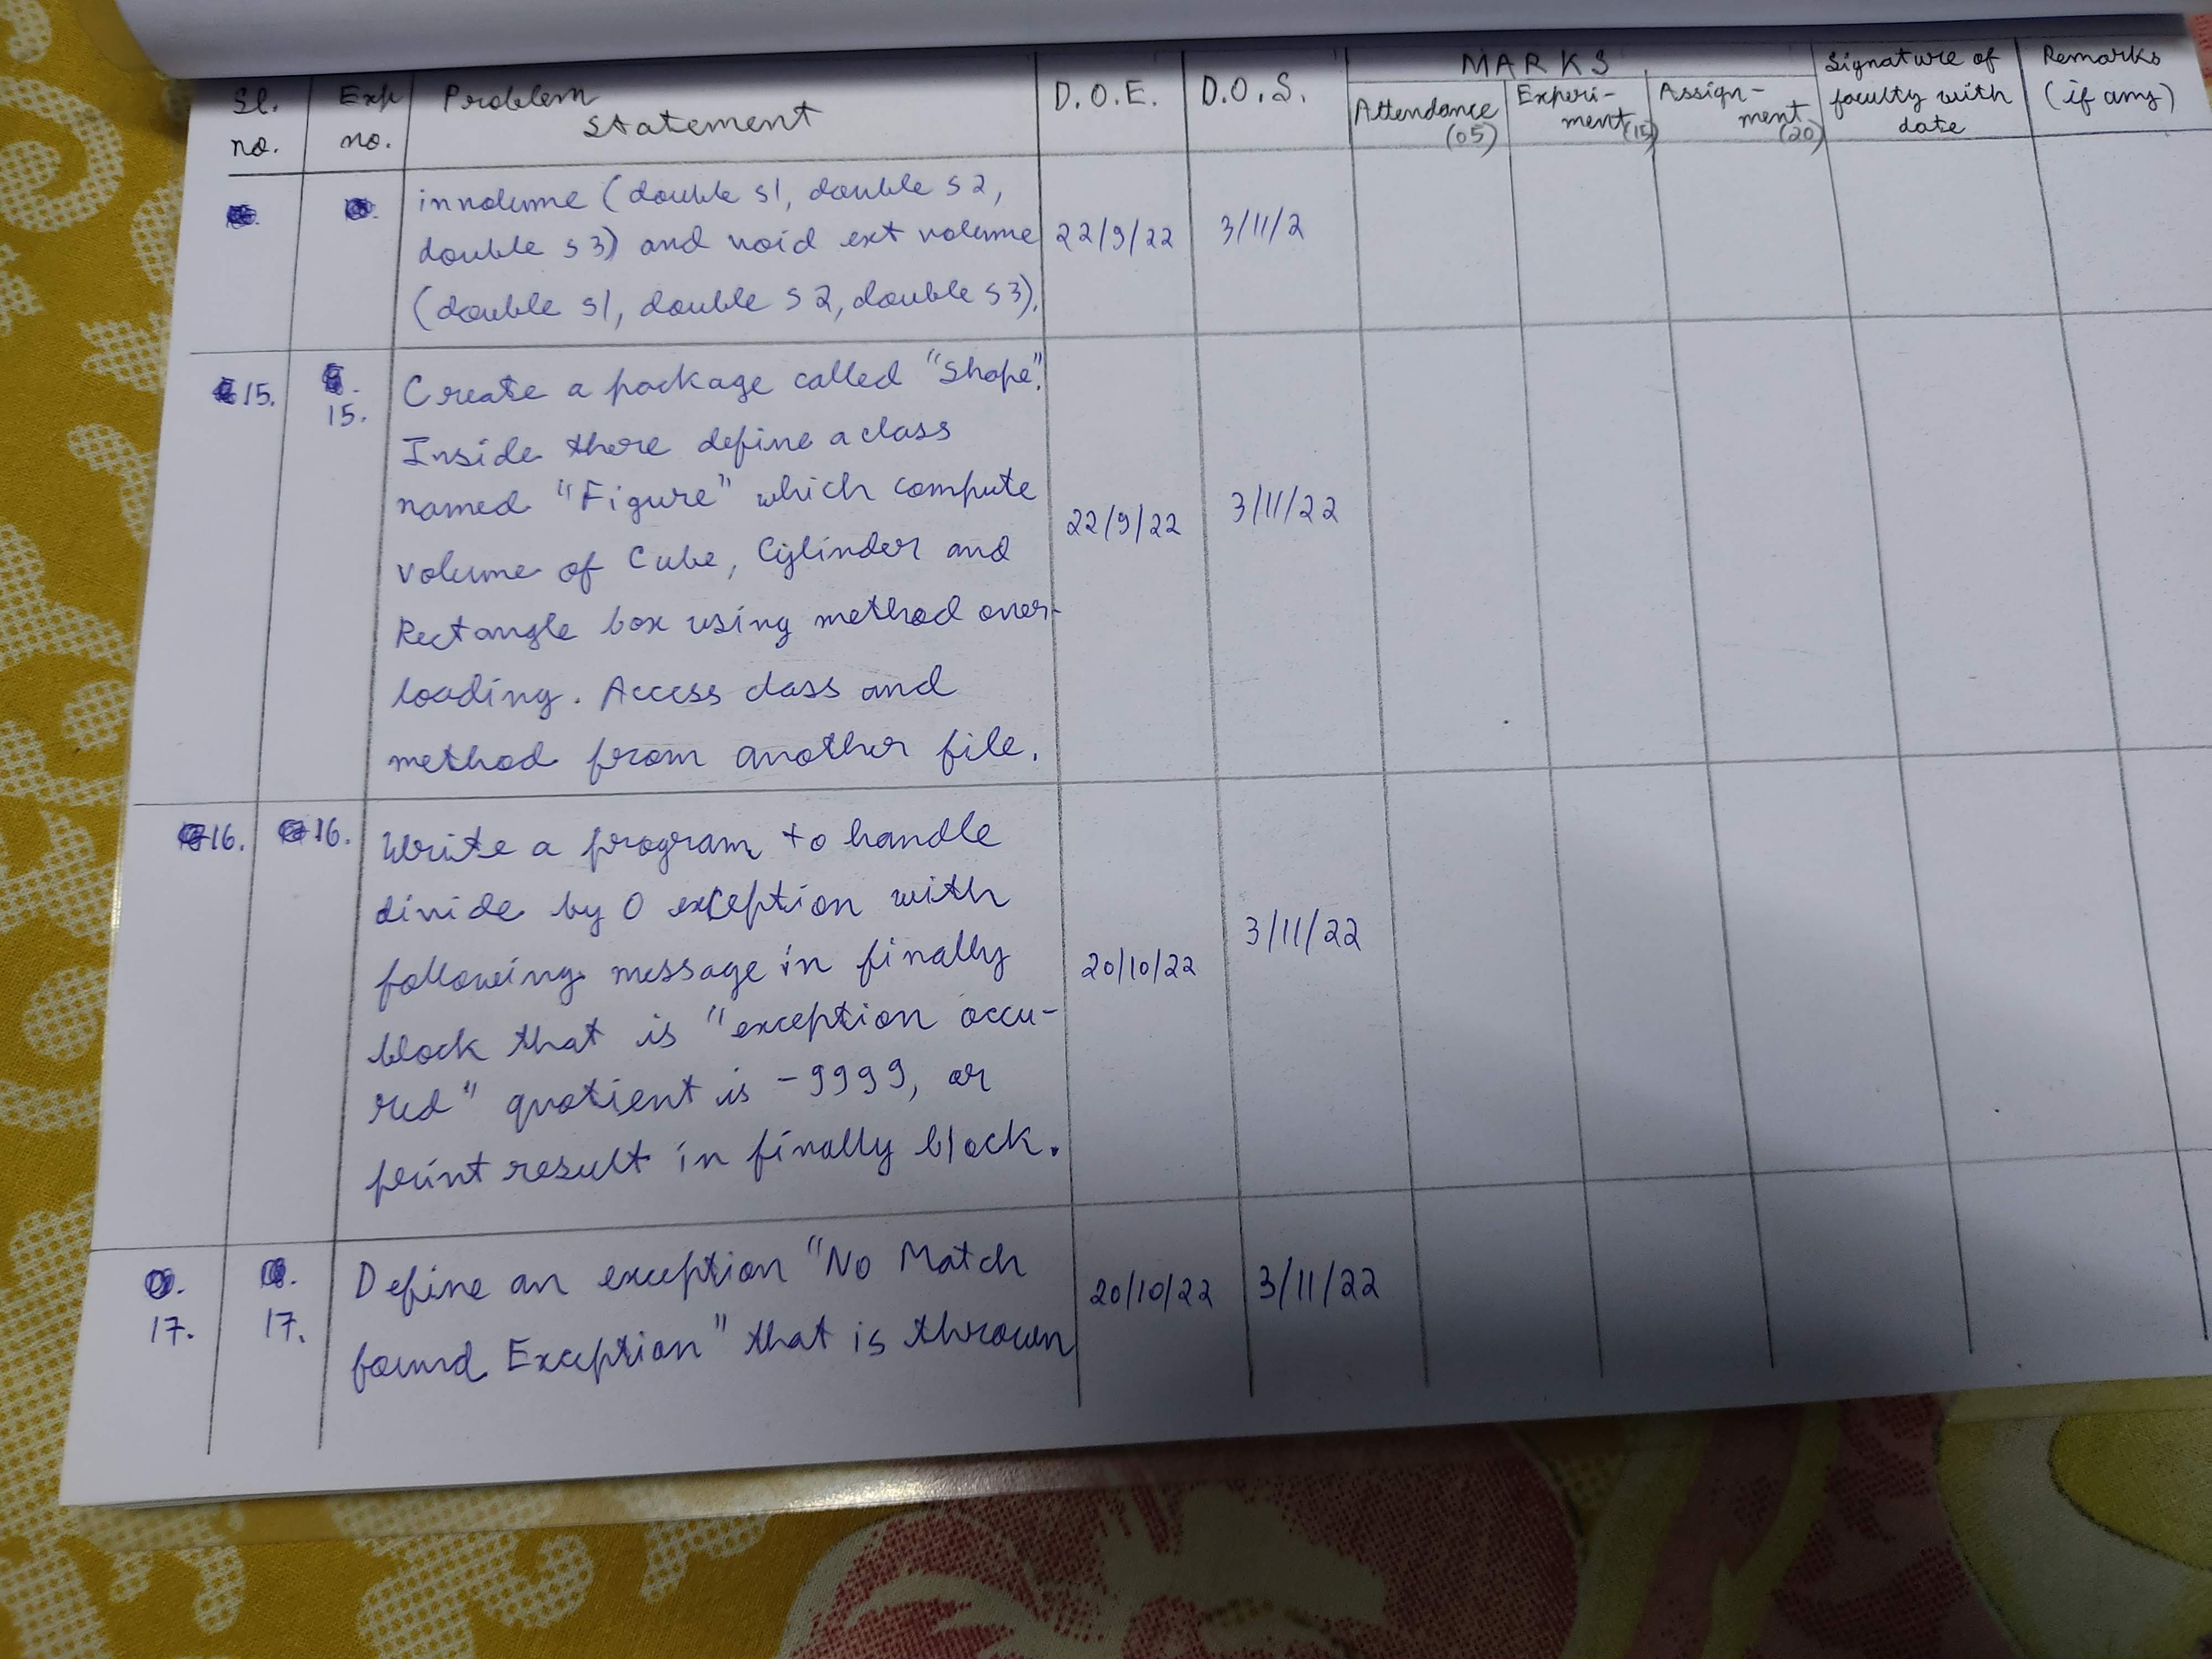 Sl. no.
Exp no.
Problem Statement
D.O.E.
D.O.S.
MARKS
Attendance (05)
Experi-ment (15)
Assign-ment (20)
Signature of faculty with date
Remarks (if any)
involume (double s1, double s2,
double s3) and void ext volume
(double s1, double s2, double s3).
22/9/22
3/11/2
15.
15.
Create a package called "Shape".
Inside there define a class
named "Figure" which compute
volume of Cube, Cylinder and
Rectangle box using method over-
loading. Access class and
method from another file.
22/9/22
3/11/22
16.
16.
Write a program to handle
divide by 0 exception with
following message in finally
block that is "exception occu-
red" quotient is -999, or
print result in finally block.
20/10/22
3/11/22
17.
17.
Define an exception "No Match
found Exception" that is thrown
20/10/22
3/11/22